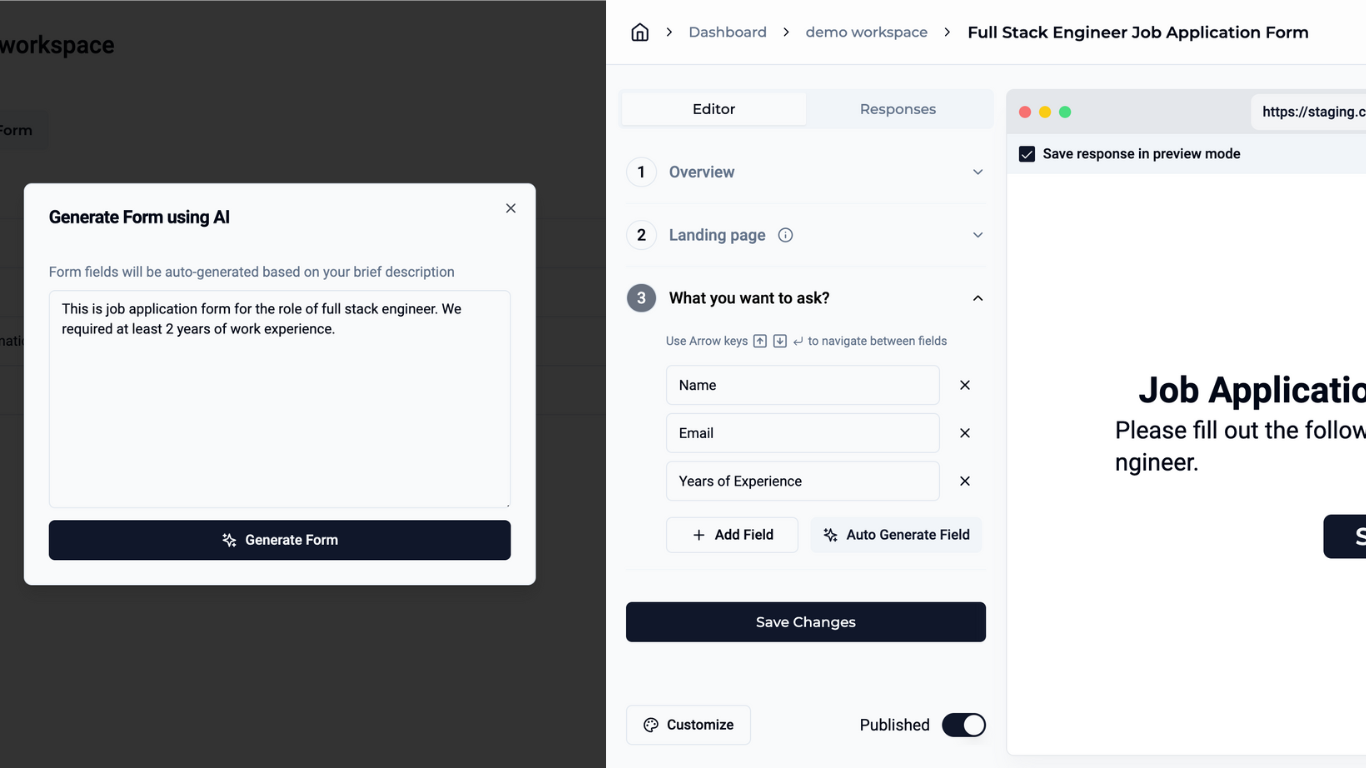 workspace
Form
Generate Form using AI
Form fields will be auto-generated based on your brief description
This is job application form for the role of full stack engineer. We
required at least 2 years of work experience.
Generate Form
Dashboard
demo workspace
Full Stack Engineer Job Application Form
Editor
Responses
1
Overview
2
Landing page
3
What you want to ask?
Use Arrow keys to navigate between fields
Name
Email
Years of Experience
Add Field
Auto Generate Field
Save Changes
Customize
Published
https://staging.c
Save response in preview mode
Job Applicatio
Please fill out the follow
ngineer.
S